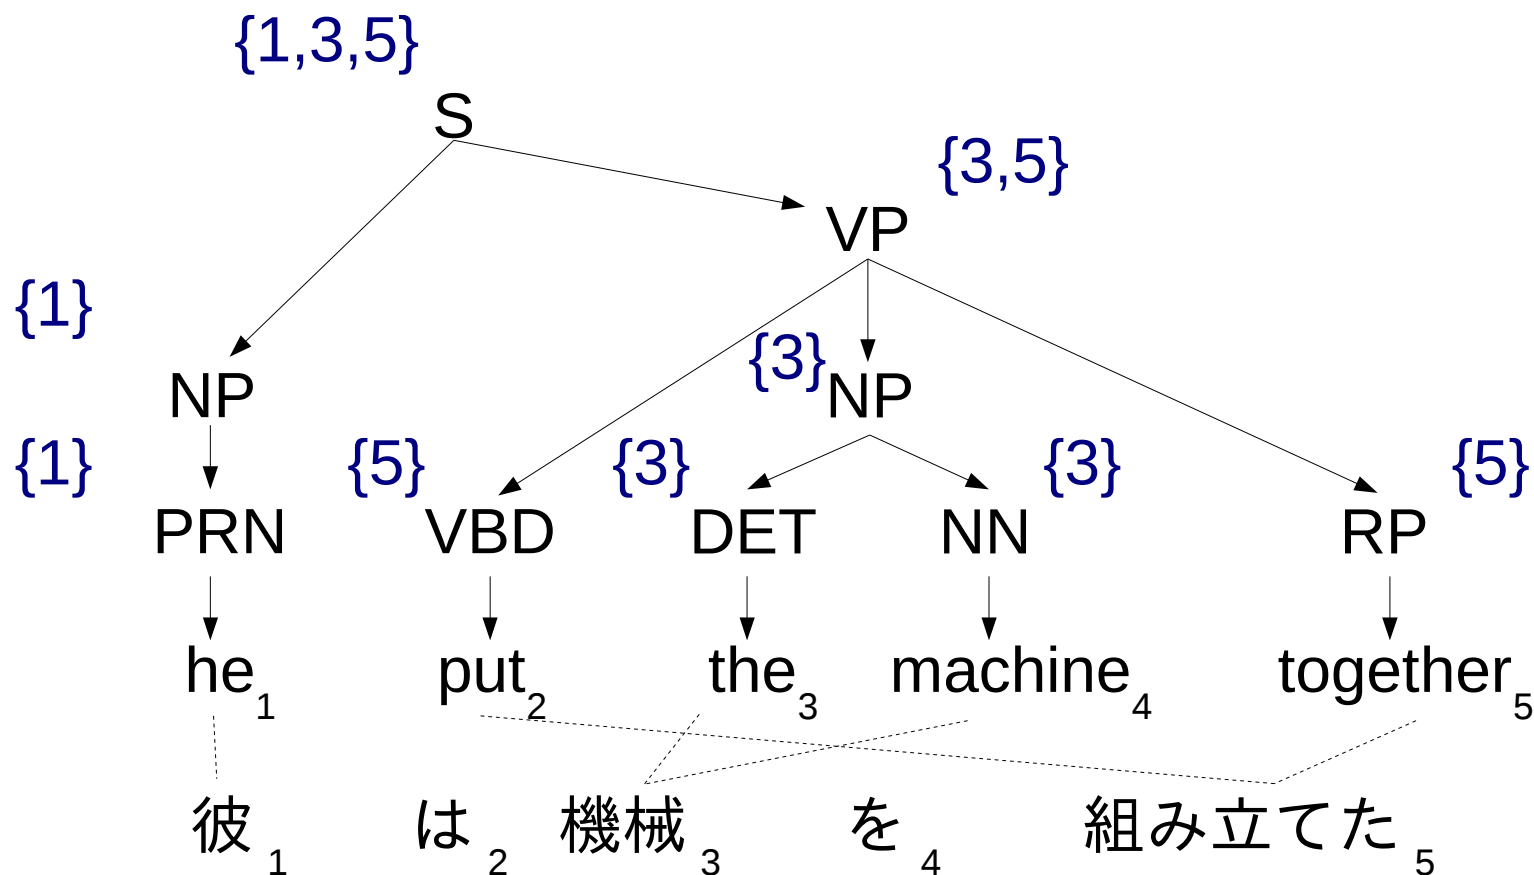 {1,3,5}
S
{3,5}
VP
{1}
{3}
NP NP
{1} {5} {3} {3} {5}
PRN VBD DET NN RP
he1 put2 the3 machine4 together5
彼1 は2 機械3 を4 組み立てた5